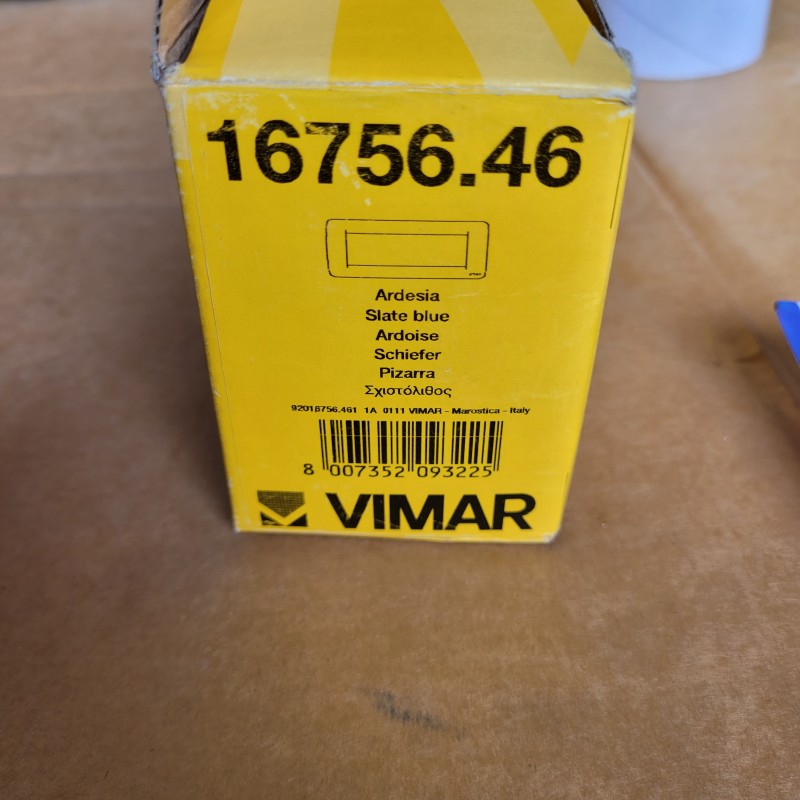 16756.46
Ardesia
Slate blue
Ardoise
Schiefer
Pizarra
Σχιστόλιθος
92016756.461 1A 0111 VIMAR - Marostica - Italy
8 007352 093225
VIMAR